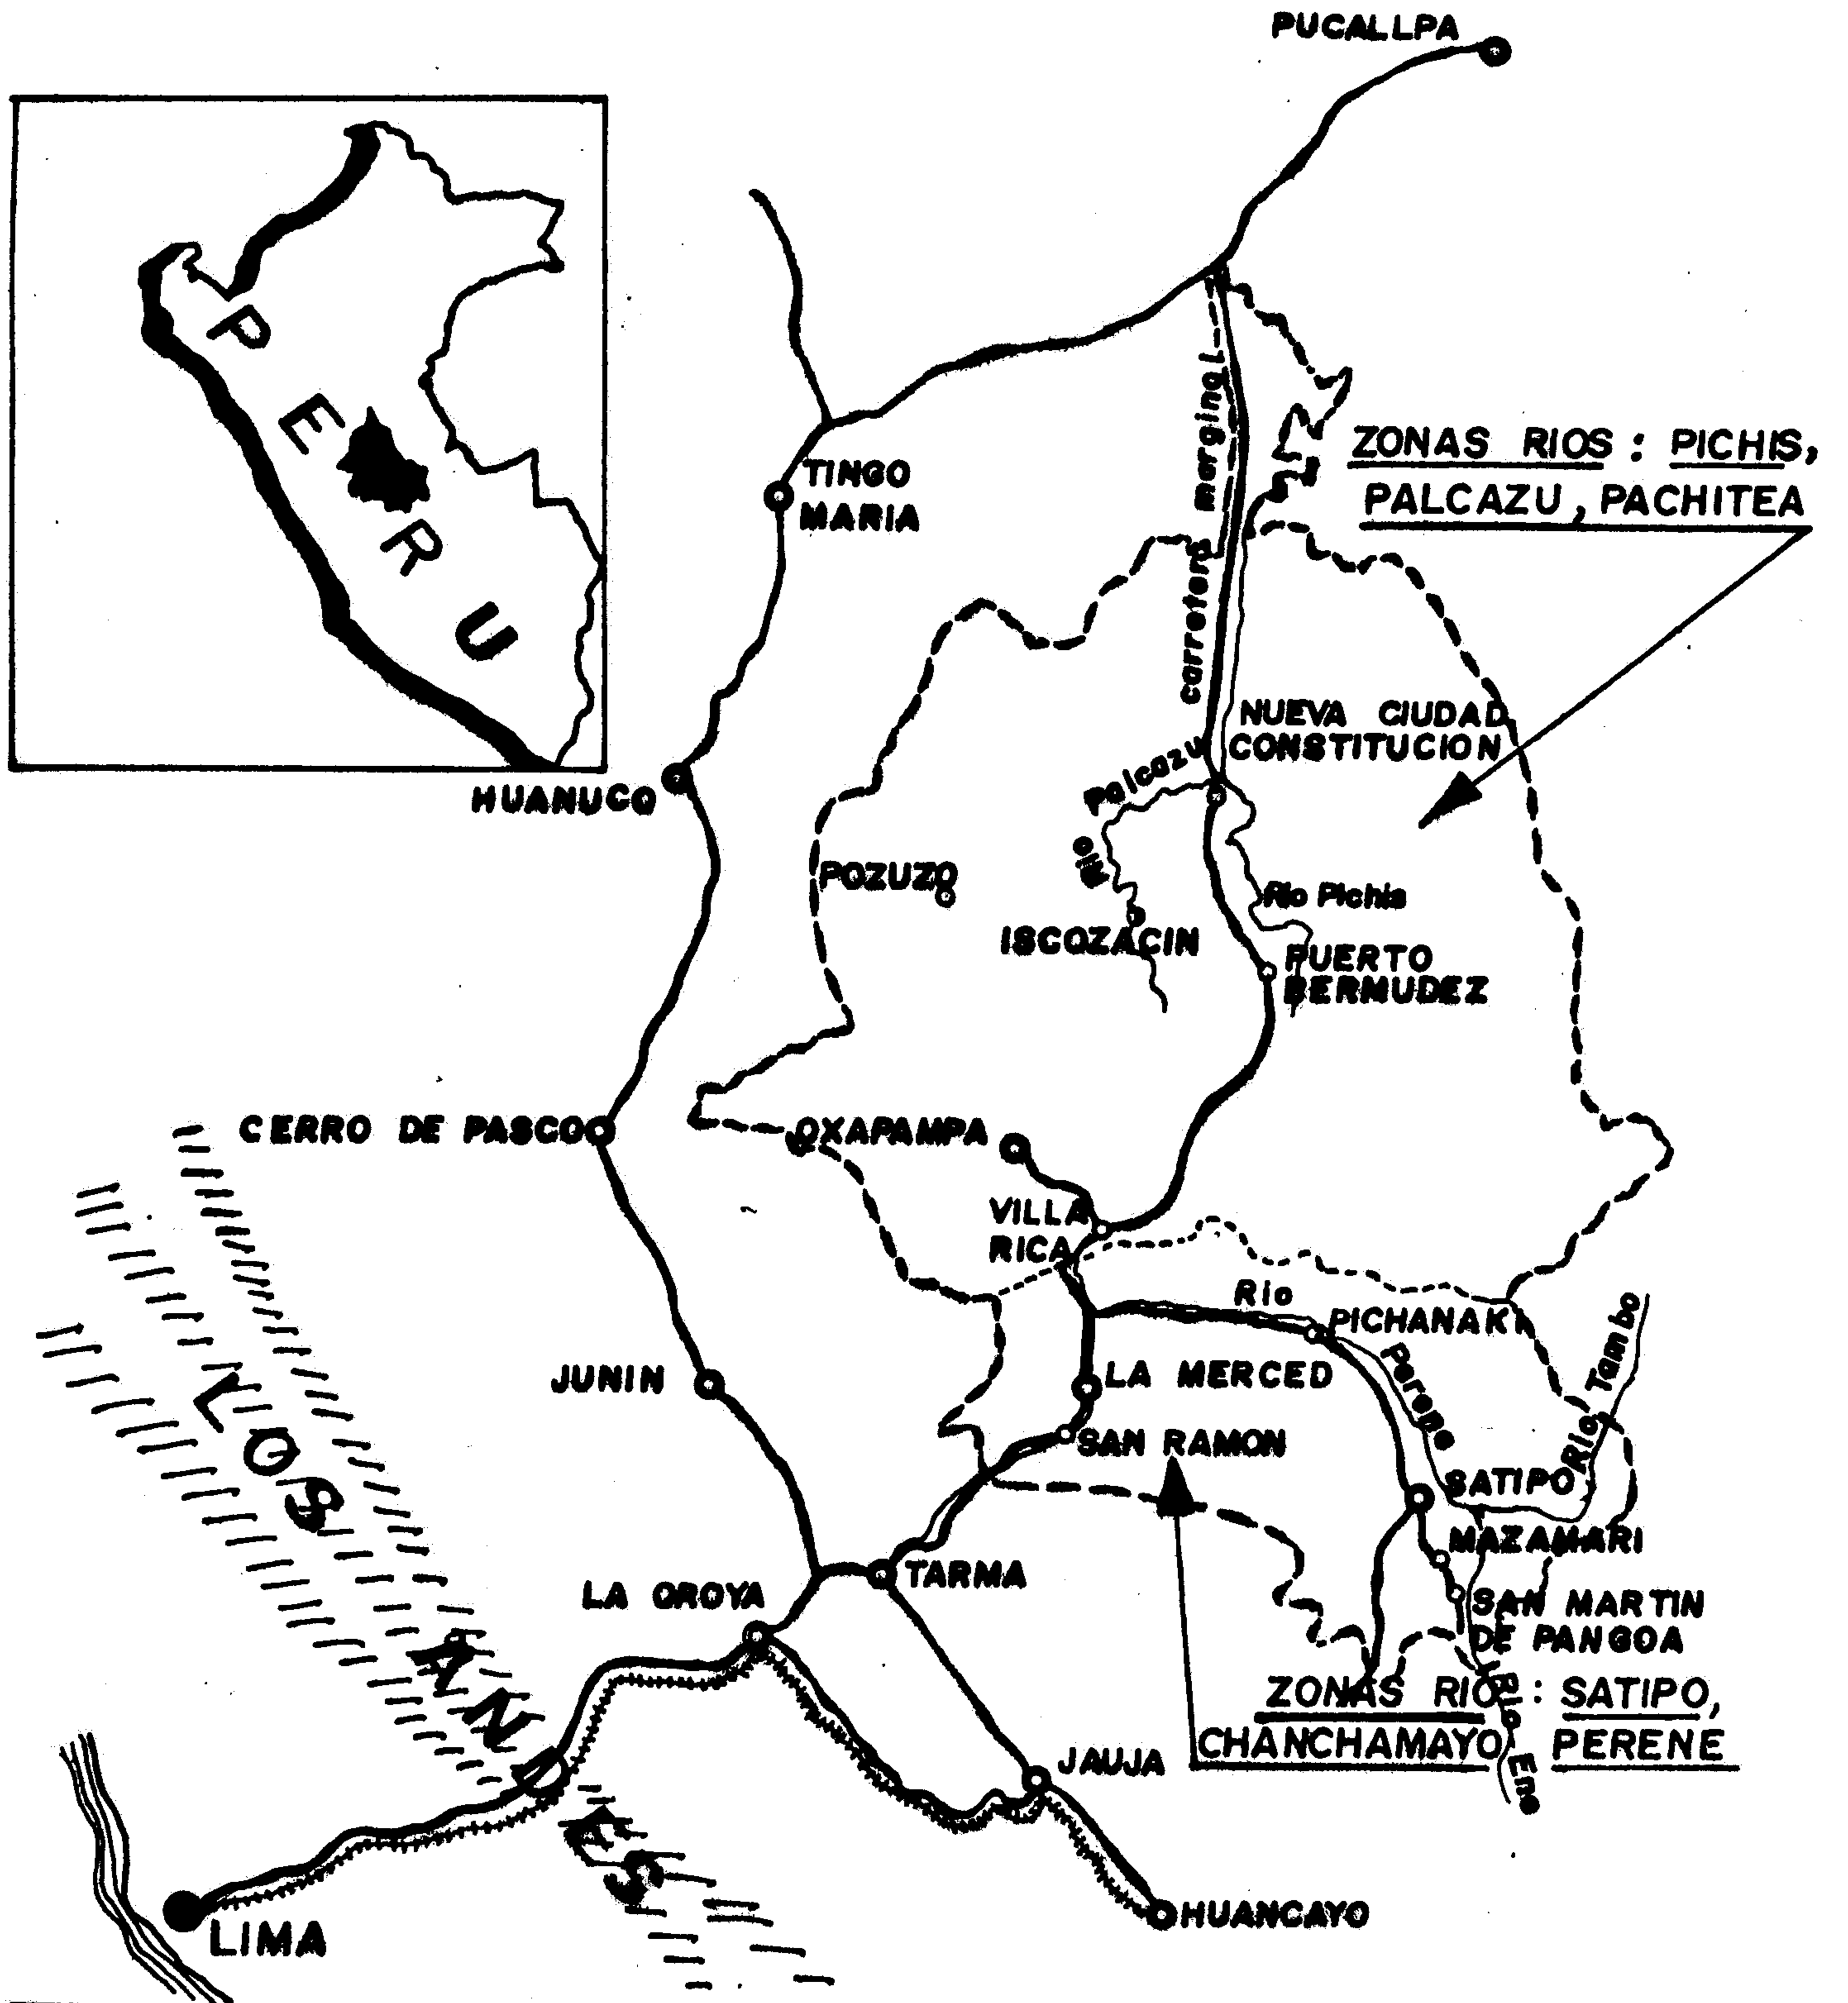 PUCALLPA
PERU
carretera marginal
ZONAS RIOS : PICHIS,
PALCAZU , PACHITEA
TINGO
MARIA
NUEVA CIUDAD
CONSTITUCION
HUANUCO
Rio Palcazu
POZUZO
Rio Pichis
ISCOZACIN
PUERTO
BERMUDEZ
CERRO DE PASCO
OXAPAMPA
VILLA
RICA
Rio Perene
PICHANAKI
Rio Tambo
JUNIN
LA MERCED
SAN RAMON
SATIPO
MAZAMARI
LOS ANDES
TARMA
LA OROYA
SAN MARTIN
DE PANGOA
ZONAS RIOS : SATIPO,
CHANCHAMAYO PERENE
Rio Ene
JAUJA
HUANCAYO
LIMA